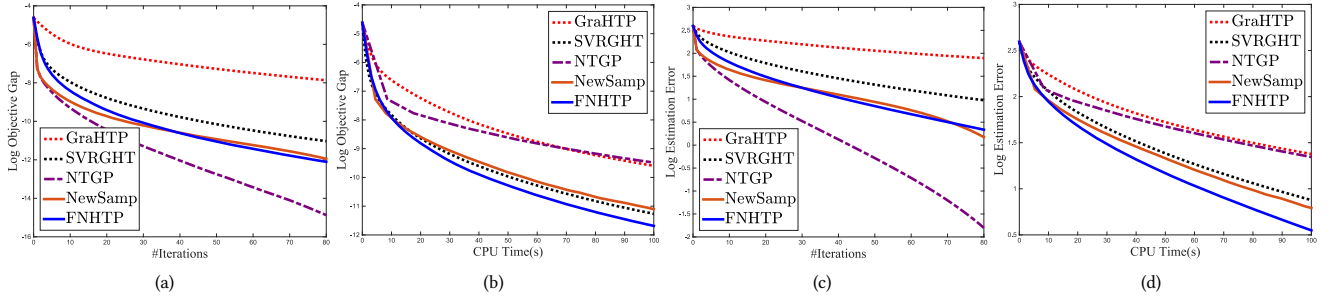 Log Objective Gap
-4
-6
-8
-10
-12
-14
-16
GraHTP
SVRGHT
NTGP
NewSamp
FNHTP
0 10 20 30 40 50 60 70 80
#Iterations
(a)
Log Objective Gap
-4
-5
-6
-7
-8
-9
-10
-11
-12
GraHTP
SVRGHT
NTGP
NewSamp
FNHTP
0 10 20 30 40 50 60 70 80 90 100
CPU Time(s)
(b)
Log Estimation Error
3
2.5
2
1.5
1
0.5
0
-0.5
-1
-1.5
-2
GraHTP
SVRGHT
NTGP
NewSamp
FNHTP
0 10 20 30 40 50 60 70 80
#Iterations
(c)
Log Estimation Error
3
2.5
2
1.5
1
0.5
GraHTP
SVRGHT
NTGP
NewSamp
FNHTP
0 10 20 30 40 50 60 70 80 90 100
CPU Time(s)
(d)